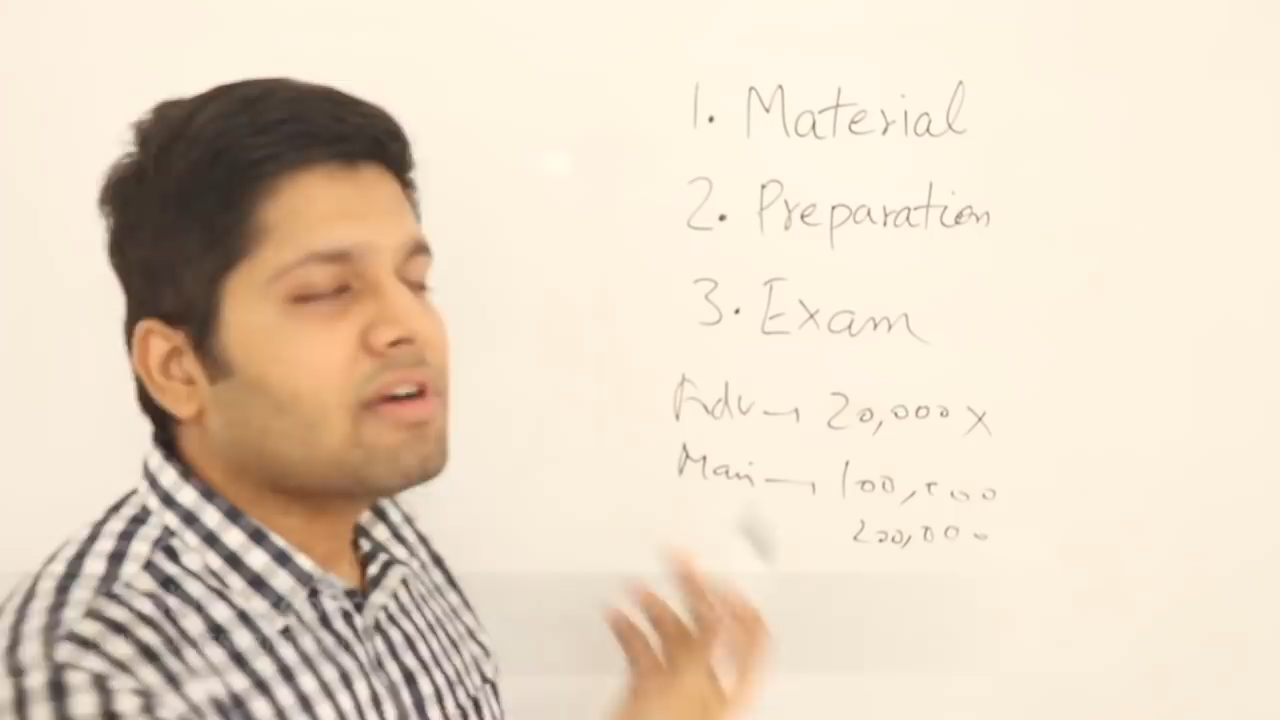 1. Material
2. Preparation
3. Exam
Adv → 20,000 X
Main → 100,000
200,000